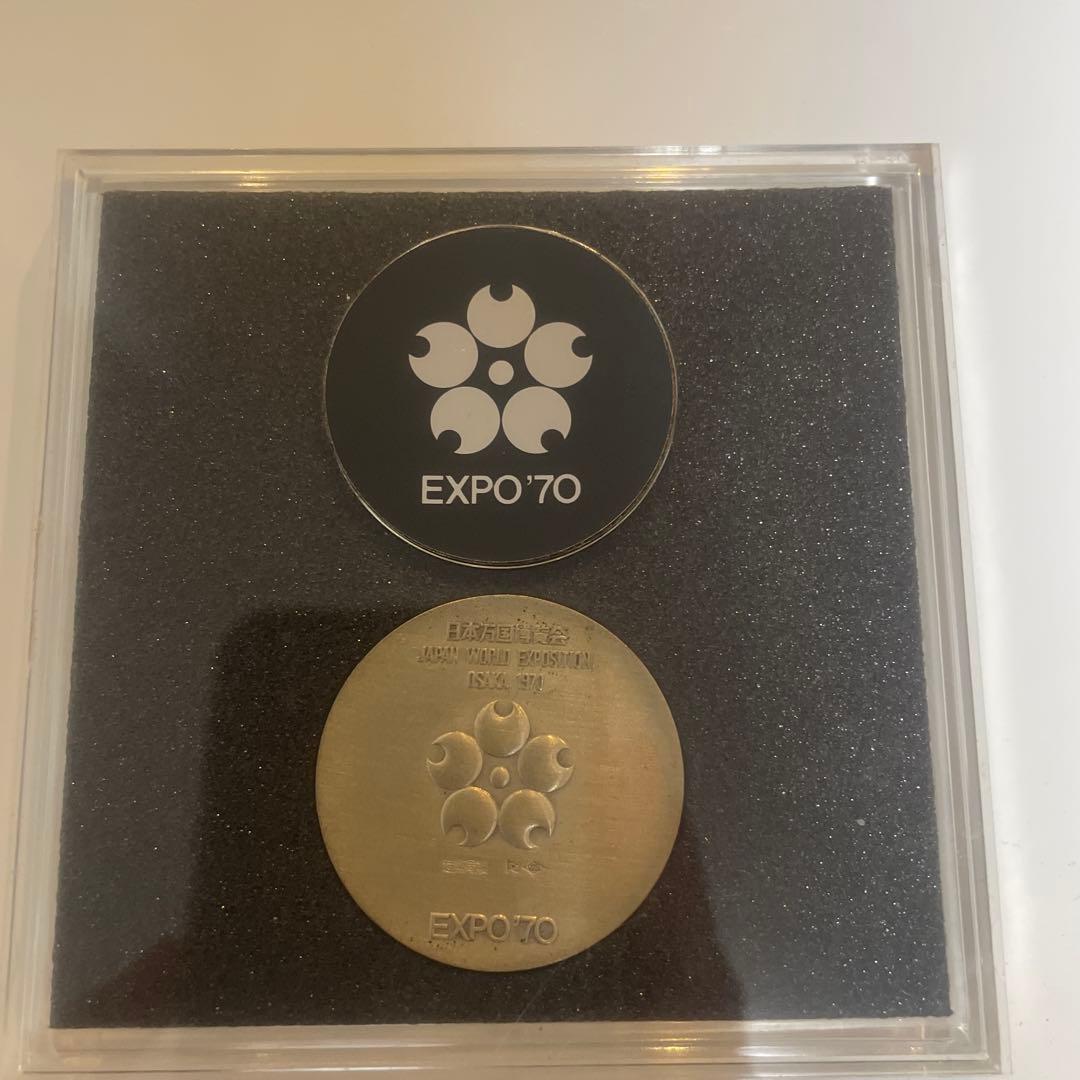 EXPO '70
日本万国博覧会
JAPAN WORLD EXPOSITION
OSAKA 1970
EXPO '70